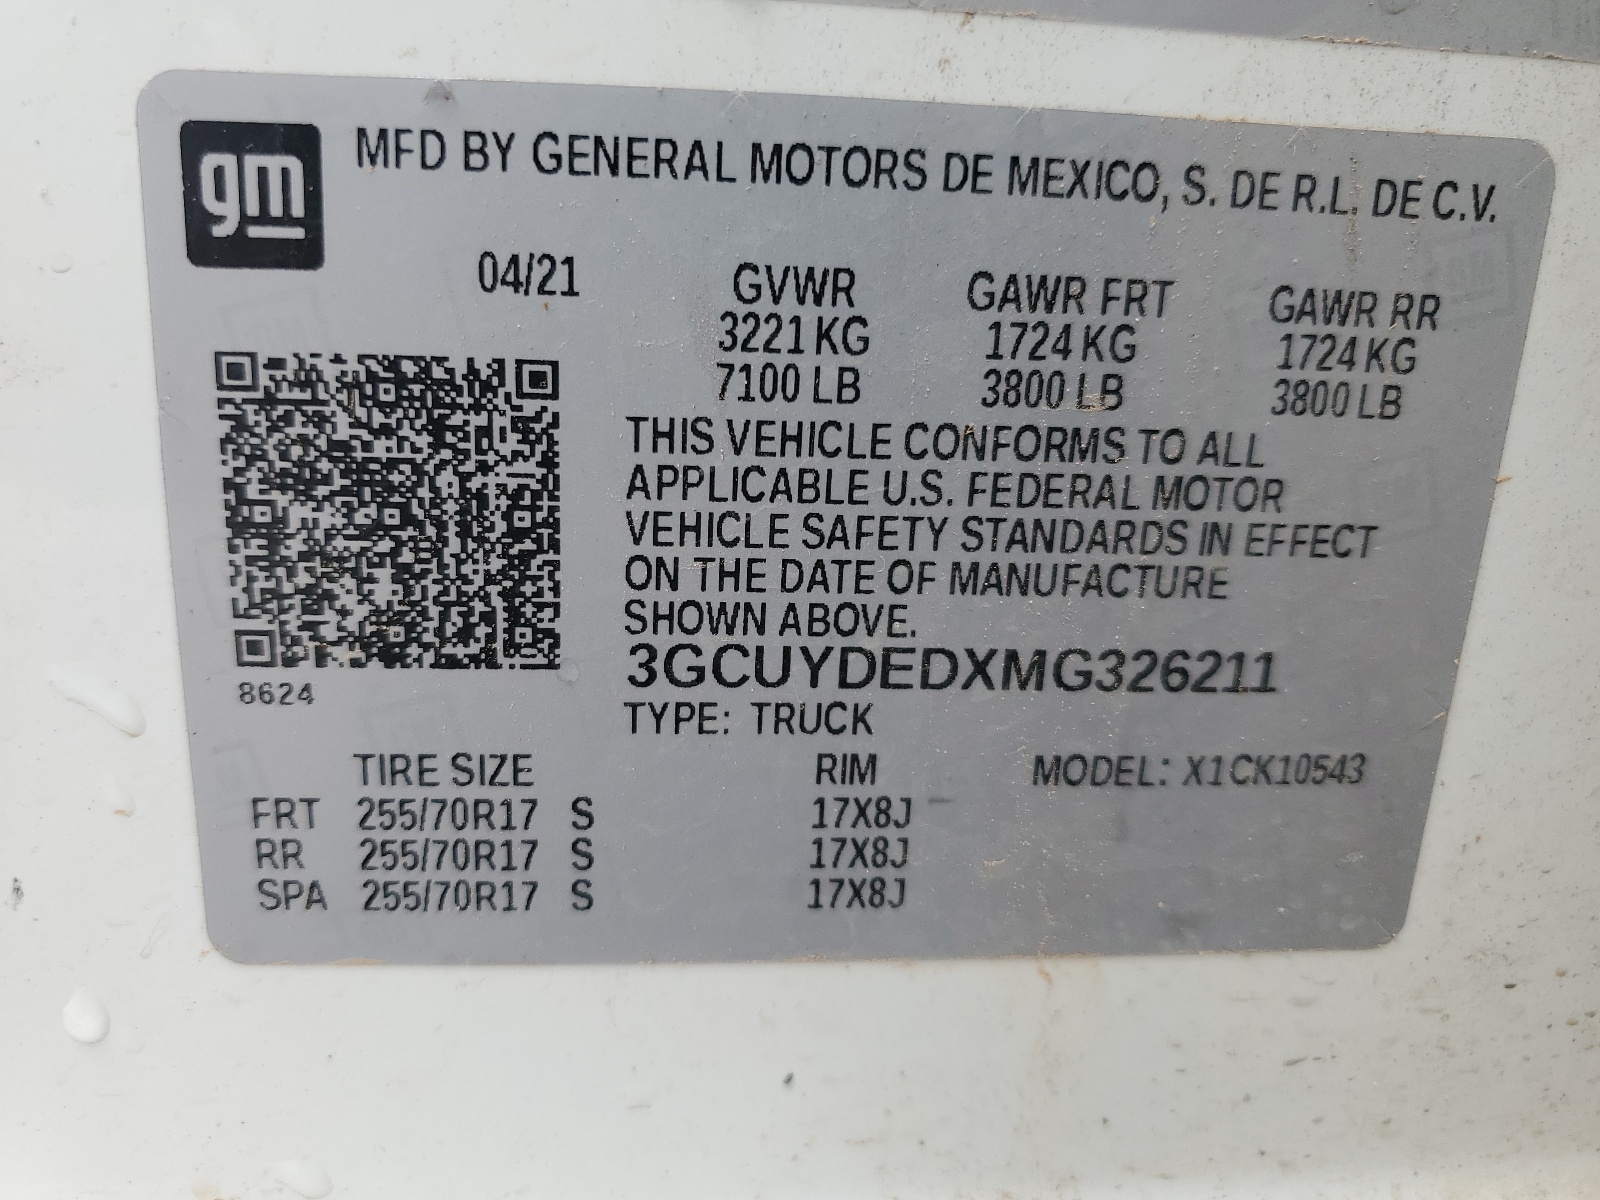 gm
MFD BY GENERAL MOTORS DE MEXICO, S. DE R.L. DE C.V.
04/21 GVWR GAWR FRT GAWR RR
3221 KG 1724 KG 1724 KG
7100 LB 3800 LB 3800 LB
THIS VEHICLE CONFORMS TO ALL
APPLICABLE U.S. FEDERAL MOTOR
VEHICLE SAFETY STANDARDS IN EFFECT
ON THE DATE OF MANUFACTURE
SHOWN ABOVE.
3GCUYDEDXMG326211
8624
TYPE: TRUCK
TIRE SIZE RIM MODEL: X1CK10543
FRT 255/70R17 S 17X8J
RR 255/70R17 S 17X8J
SPA 255/70R17 S 17X8J